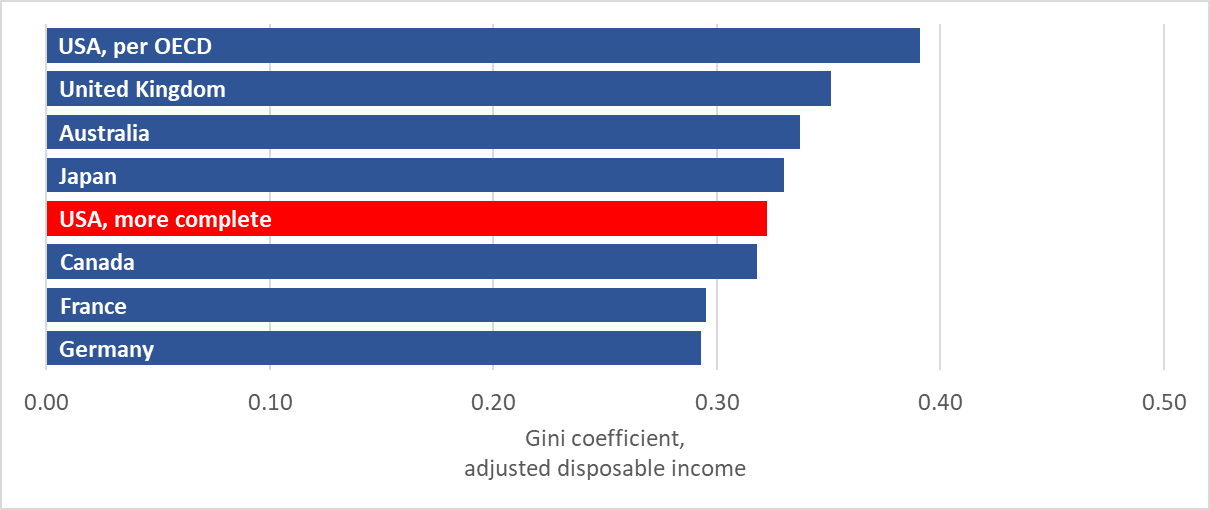 USA, per OECD
United Kingdom
Australia
Japan
USA, more complete
Canada
France
Germany
0.00 0.10 0.20 0.30 0.40 0.50
Gini coefficient,
adjusted disposable income